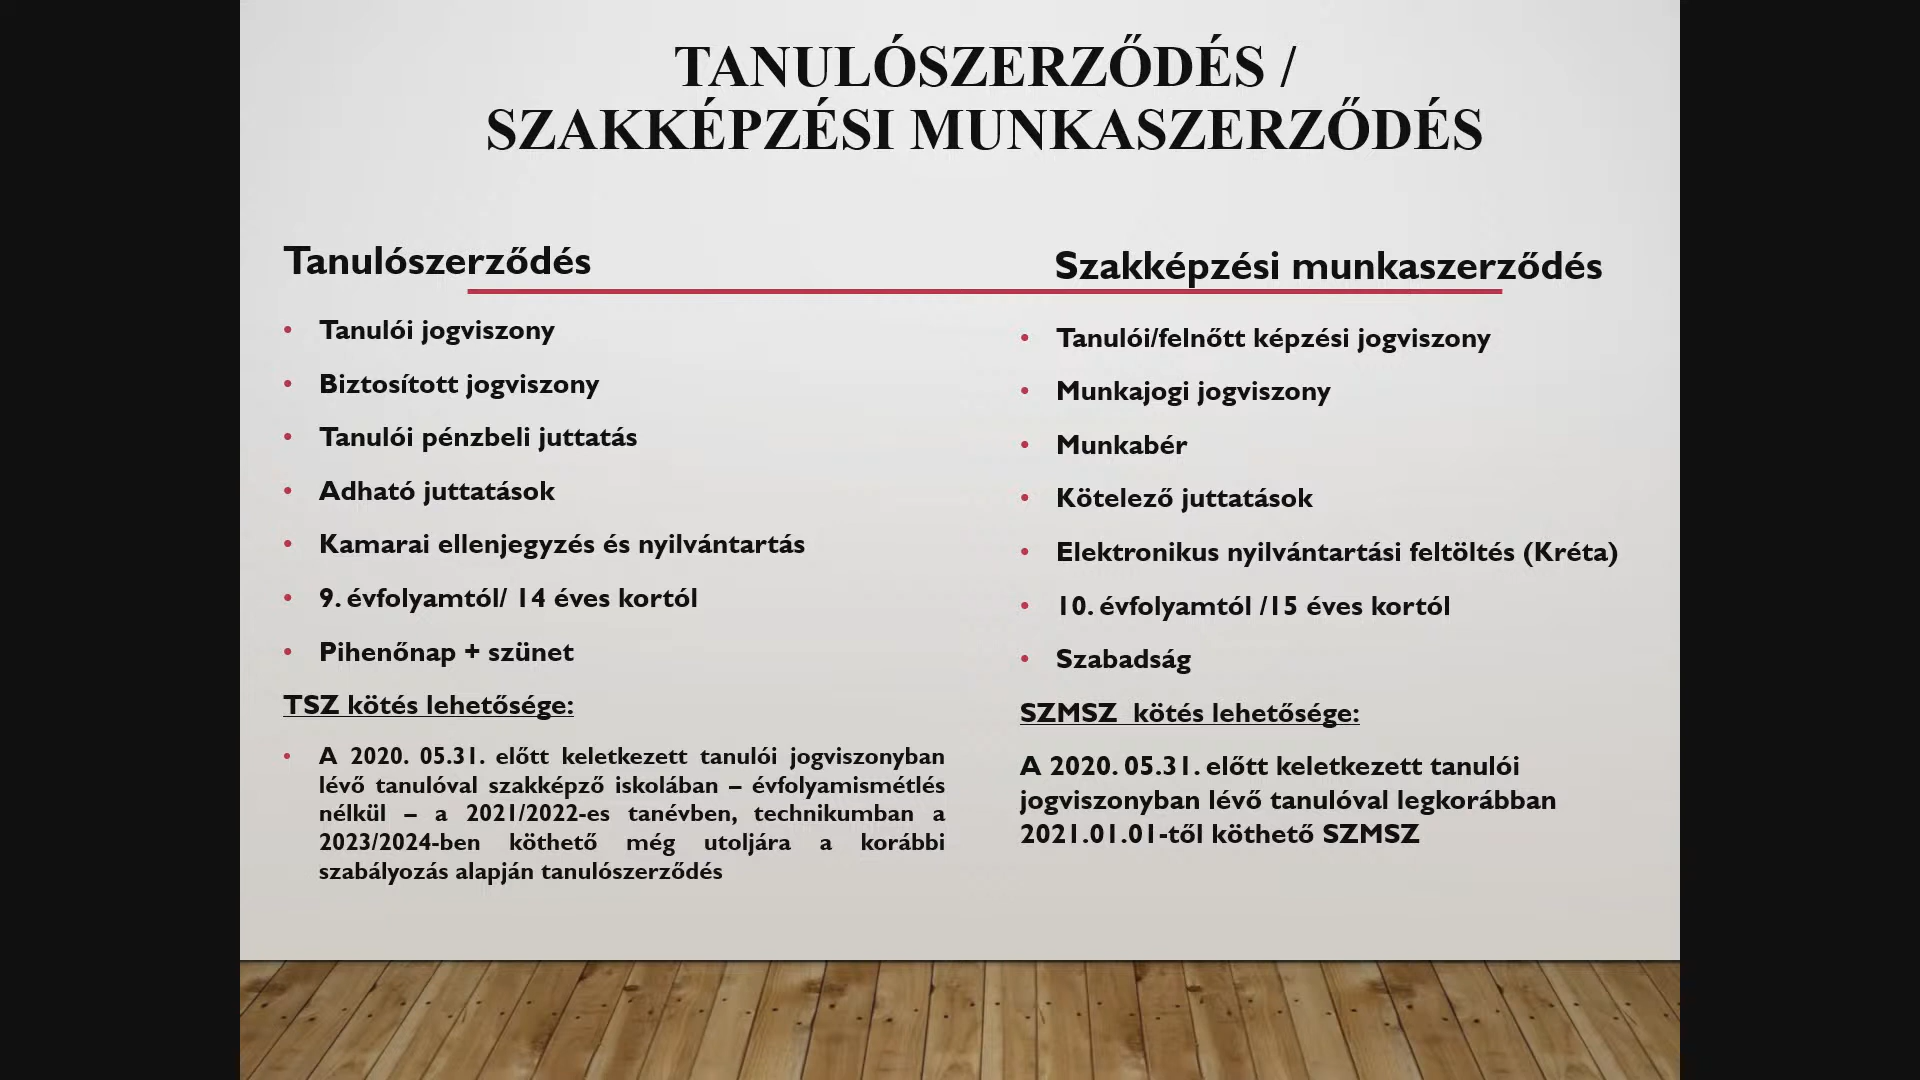 TANULÓSZERZŐDÉS /
SZAKKÉPZÉSI MUNKASZERZŐDÉS
Tanulószerződés
• Tanulói jogviszony
• Biztosított jogviszony
• Tanulói pénzbeli juttatás
• Adható juttatások
• Kamarai ellenjegyzés és nyilvántartás
• 9. évfolyamtól/ 14 éves kortól
• Pihenőnap + szünet
TSZ kötés lehetősége:
• A 2020. 05.31. előtt keletkezett tanulói jogviszonyban
lévő tanulóval szakképző iskolában – évfolyamismétlés
nélkül – a 2021/2022-es tanévben, technikumban a
2023/2024-ben köthető még utoljára a korábbi
szabályozás alapján tanulószerződés
Szakképzési munkaszerződés
• Tanulói/felnőtt képzési jogviszony
• Munkajogi jogviszony
• Munkabér
• Kötelező juttatások
• Elektronikus nyilvántartási feltöltés (Kréta)
• 10. évfolyamtól /15 éves kortól
• Szabadság
SZMSZ kötés lehetősége:
A 2020. 05.31. előtt keletkezett tanulói
jogviszonyban lévő tanulóval legkorábban
2021.01.01-től köthető SZMSZ